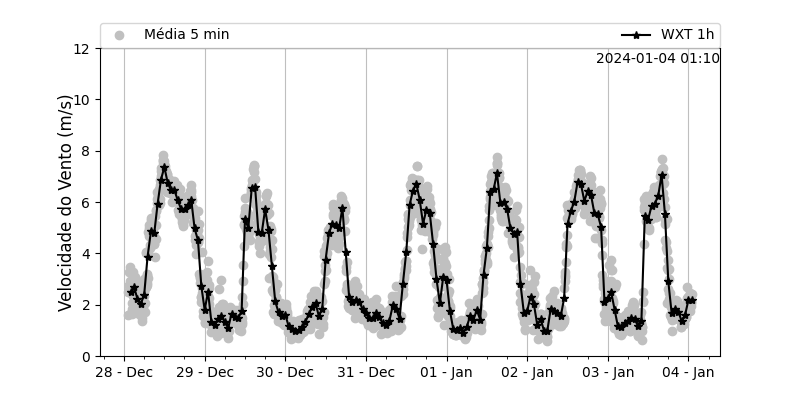 Média 5 min WXT 1h
2024-01-04 01:10
Velocidade do Vento (m/s)
12
10
8
6
4
2
0
28 - Dec 29 - Dec 30 - Dec 31 - Dec 01 - Jan 02 - Jan 03 - Jan 04 - Jan